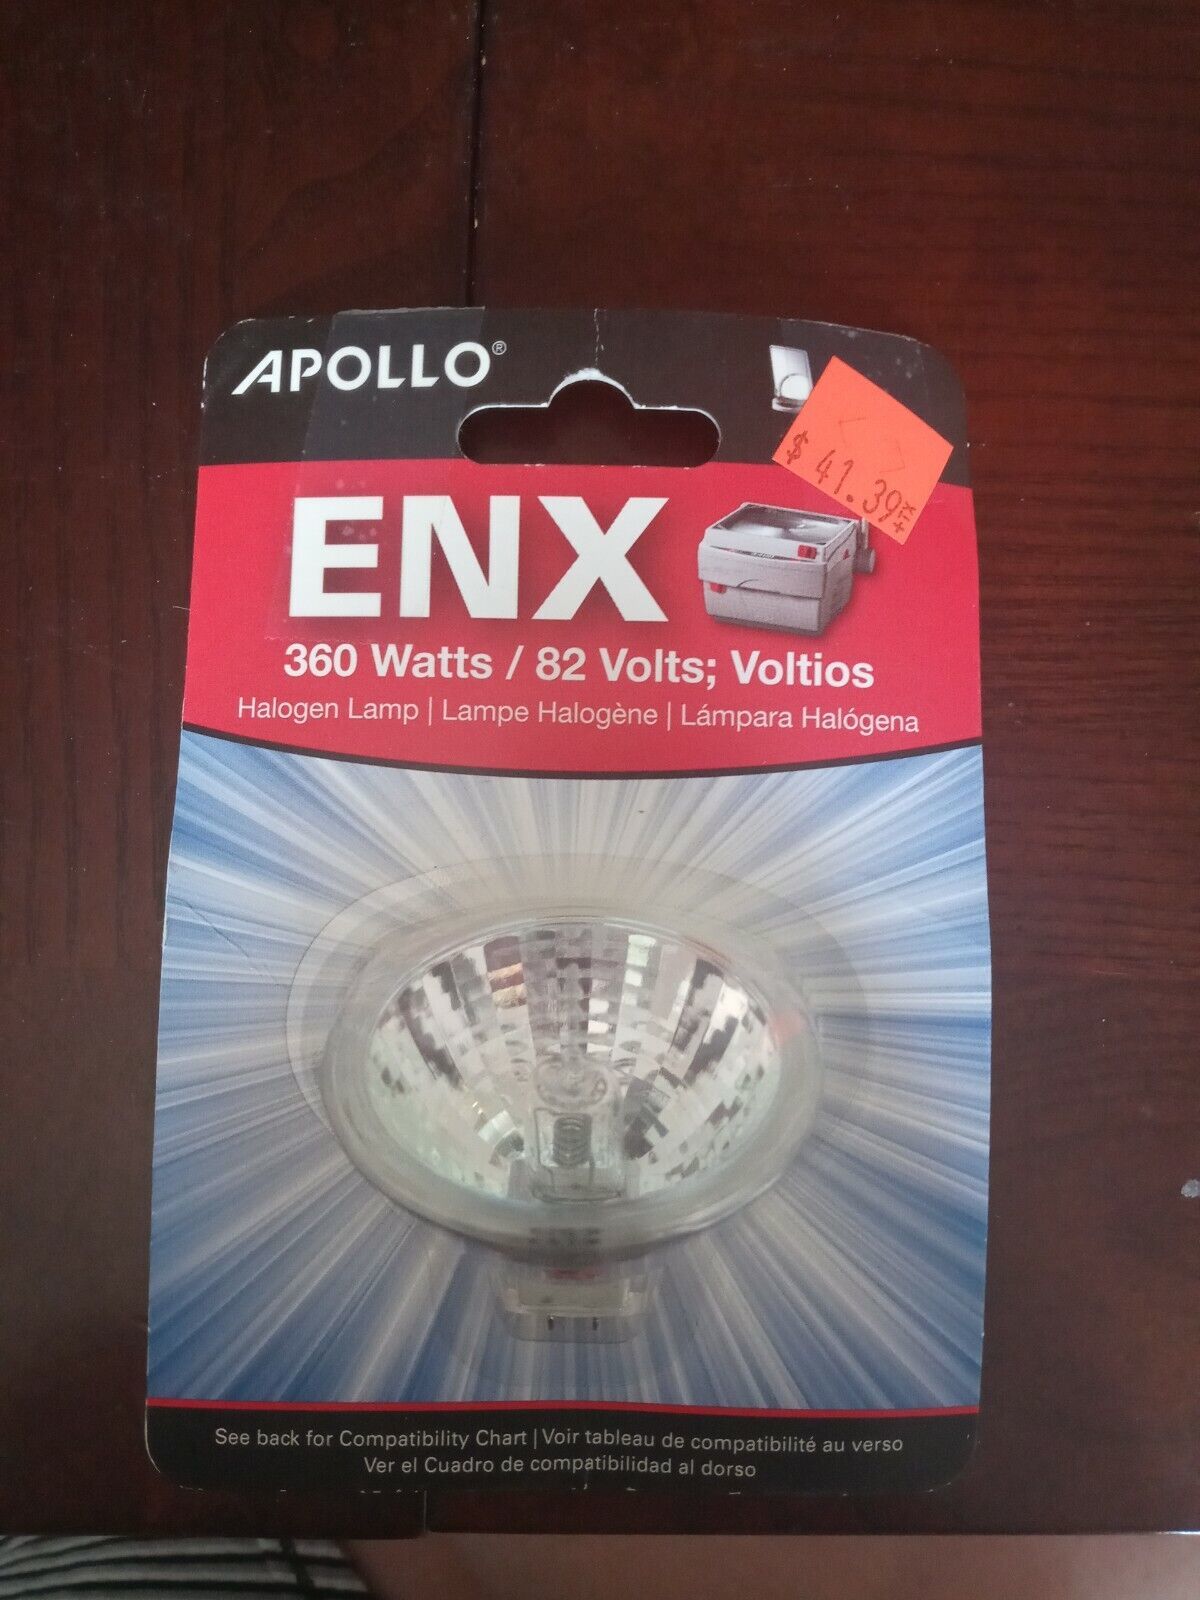 APOLLO®
$ 41.39 +TX
ENX
360 Watts / 82 Volts; Voltios
Halogen Lamp | Lampe Halogène | Lámpara Halógena
See back for Compatibility Chart | Voir tableau de compatibilité au verso
Ver el Cuadro de compatibilidad al dorso